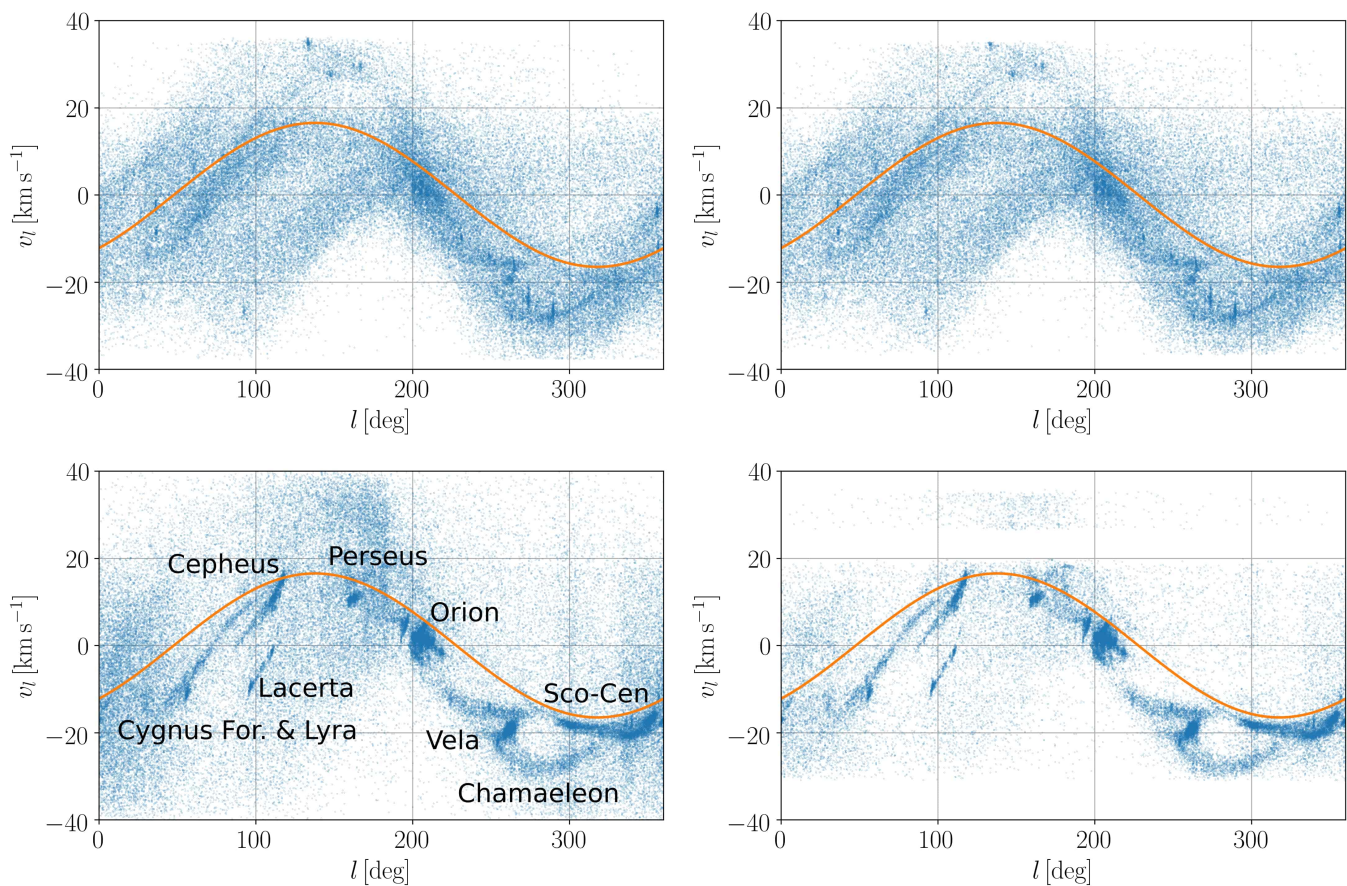 40
20
0
−20
−40
0
100
200
300
l [deg]
v_l [km s⁻¹]
40
20
0
−20
−40
0
100
200
300
l [deg]
v_l [km s⁻¹]
40
20
0
−20
−40
0
100
200
300
l [deg]
v_l [km s⁻¹]
Cepheus
Perseus
Orion
Lacerta
Sco-Cen
Cygnus For. & Lyra
Vela
Chamaeleon
40
20
0
−20
−40
0
100
200
300
l [deg]
v_l [km s⁻¹]